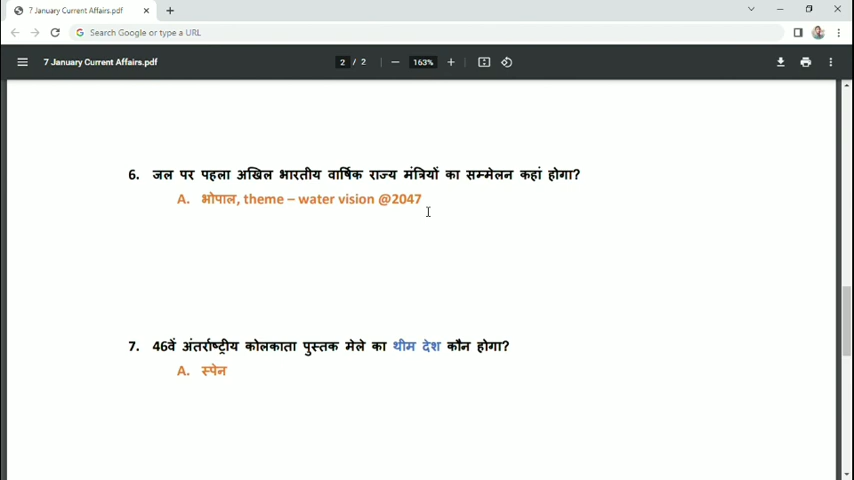 7 January Current Affairs.pdf
Search Google or type a URL
7 January Current Affairs.pdf
2 / 2
163%
6. जल पर पहला अखिल भारतीय वार्षिक राज्य मंत्रियों का सम्मेलन कहां होगा?
A. भोपाल, theme – water vision @2047
7. 46वें अंतर्राष्ट्रीय कोलकाता पुस्तक मेले का थीम देश कौन होगा?
A. स्पेन